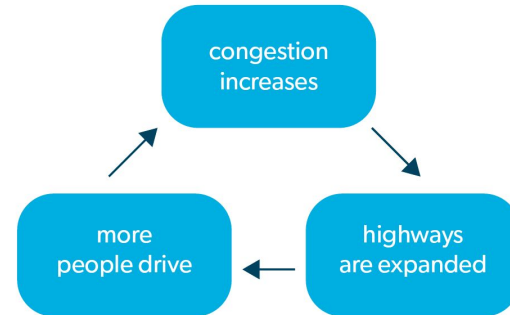 congestion
increases
highways
are expanded
more
people drive